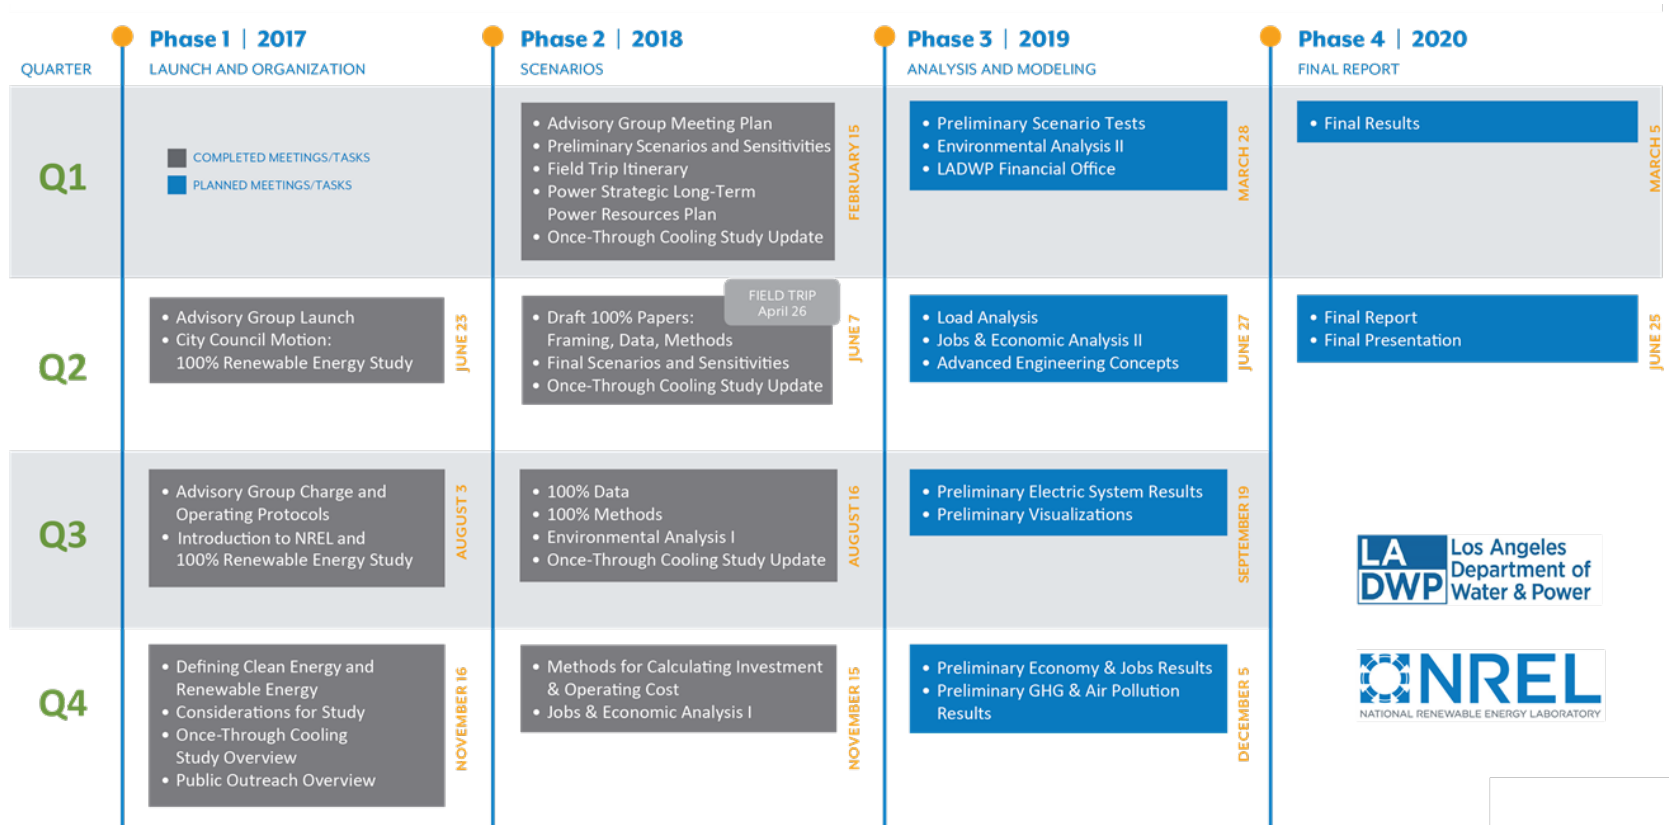 QUARTER
Phase 1 | 2017
LAUNCH AND ORGANIZATION
Phase 2 | 2018
SCENARIOS
Phase 3 | 2019
ANALYSIS AND MODELING
Phase 4 | 2020
FINAL REPORT
Q1
COMPLETED MEETINGS/TASKS
PLANNED MEETINGS/TASKS
• Advisory Group Meeting Plan
• Preliminary Scenarios and Sensitivities
• Field Trip Itinerary
• Power Strategic Long-Term
Power Resources Plan
• Once-Through Cooling Study Update
FEBRUARY 15
• Preliminary Scenario Tests
• Environmental Analysis II
• LADWP Financial Office
MARCH 28
• Final Results
MARCH 5
Q2
• Advisory Group Launch
• City Council Motion:
100% Renewable Energy Study
JUNE 23
FIELD TRIP
April 26
• Draft 100% Papers:
Framing, Data, Methods
• Final Scenarios and Sensitivities
• Once-Through Cooling Study Update
JUNE 7
• Load Analysis
• Jobs & Economic Analysis II
• Advanced Engineering Concepts
JUNE 27
• Final Report
• Final Presentation
JUNE 25
Q3
• Advisory Group Charge and
Operating Protocols
• Introduction to NREL and
100% Renewable Energy Study
AUGUST 3
• 100% Data
• 100% Methods
• Environmental Analysis I
• Once-Through Cooling Study Update
AUGUST 16
• Preliminary Electric System Results
• Preliminary Visualizations
SEPTEMBER 19
LA
DWP
Los Angeles
Department of
Water & Power
Q4
• Defining Clean Energy and
Renewable Energy
• Considerations for Study
• Once-Through Cooling
Study Overview
• Public Outreach Overview
NOVEMBER 16
• Methods for Calculating Investment
& Operating Cost
• Jobs & Economic Analysis I
NOVEMBER 15
• Preliminary Economy & Jobs Results
• Preliminary GHG & Air Pollution
Results
DECEMBER 5
NREL
NATIONAL RENEWABLE ENERGY LABORATORY